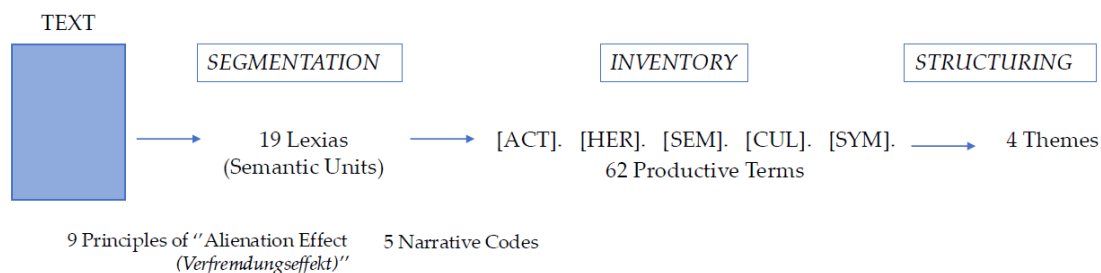 TEXT
SEGMENTATION
INVENTORY
STRUCTURING
19 Lexias
(Semantic Units)
[ACT]. [HER]. [SEM]. [CUL]. [SYM].
62 Productive Terms
4 Themes
9 Principles of ‘’Alienation Effect
(Verfremdungseffekt)’’
5 Narrative Codes